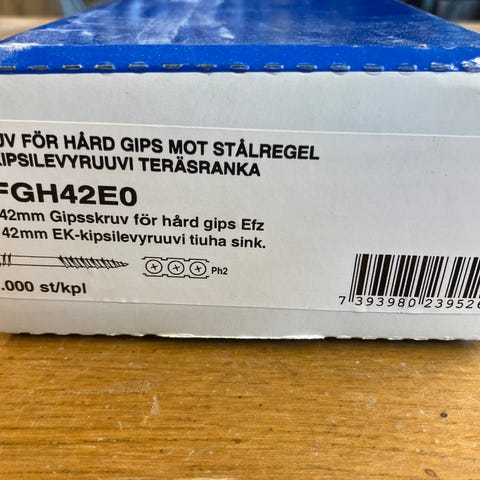 FÖR HÅRD GIPS MOT STÅLREGEL
KIPSILEVYRUUVI TERÄSRANKA
FGH42E0
42mm Gipsskruv för hård gips Efz
42mm EK-kipsilevyruuvi tiuha sink.
Ph2
.000 st/kpl
7 393980 239526